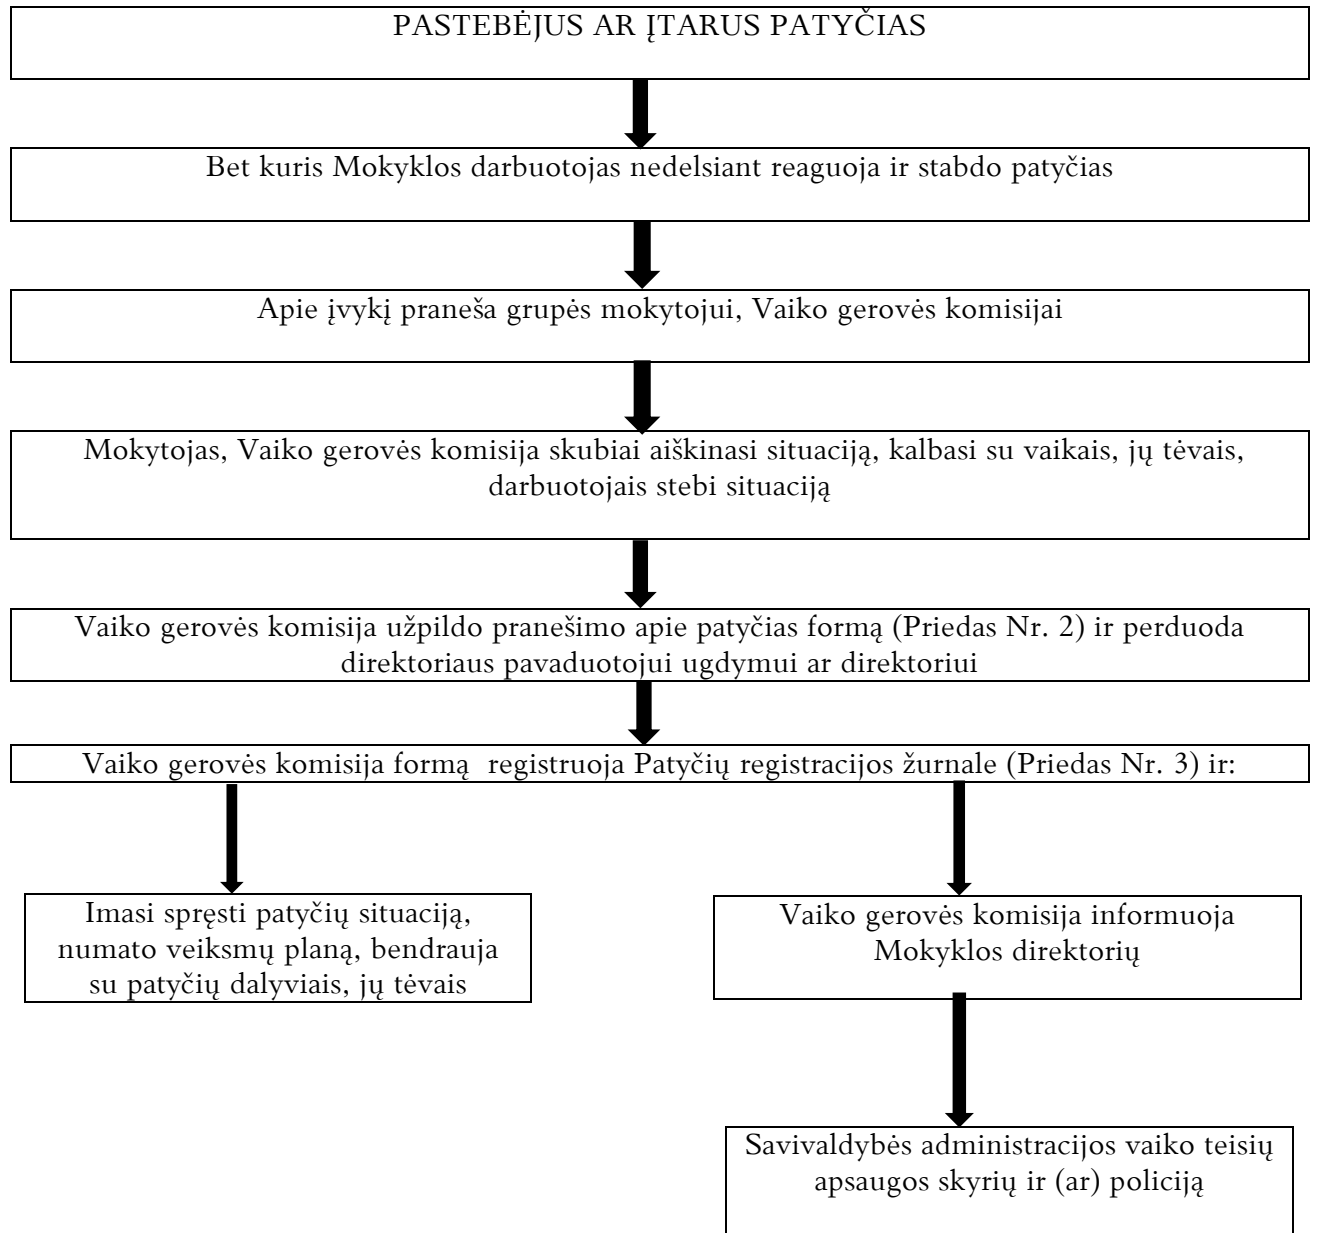 PASTEBĖJUS AR ĮTARUS PATYČIAS
Bet kuris Mokyklos darbuotojas nedelsiant reaguoja ir stabdo patyčias
Apie įvykį praneša grupės mokytojui, Vaiko gerovės komisijai
Mokytojas, Vaiko gerovės komisija skubiai aiškinasi situaciją, kalbasi su vaikais, jų tėvais,
darbuotojais stebi situaciją
Vaiko gerovės komisija užpildo pranešimo apie patyčias formą (Priedas Nr. 2) ir perduoda
direktoriaus pavaduotojui ugdymui ar direktoriui
Vaiko gerovės komisija formą  registruoja Patyčių registracijos žurnale (Priedas Nr. 3) ir:
Imasi spręsti patyčių situaciją,
numato veiksmų planą, bendrauja
su patyčių dalyviais, jų tėvais
Vaiko gerovės komisija informuoja
Mokyklos direktorių
Savivaldybės administracijos vaiko teisių
apsaugos skyrių ir (ar) policiją